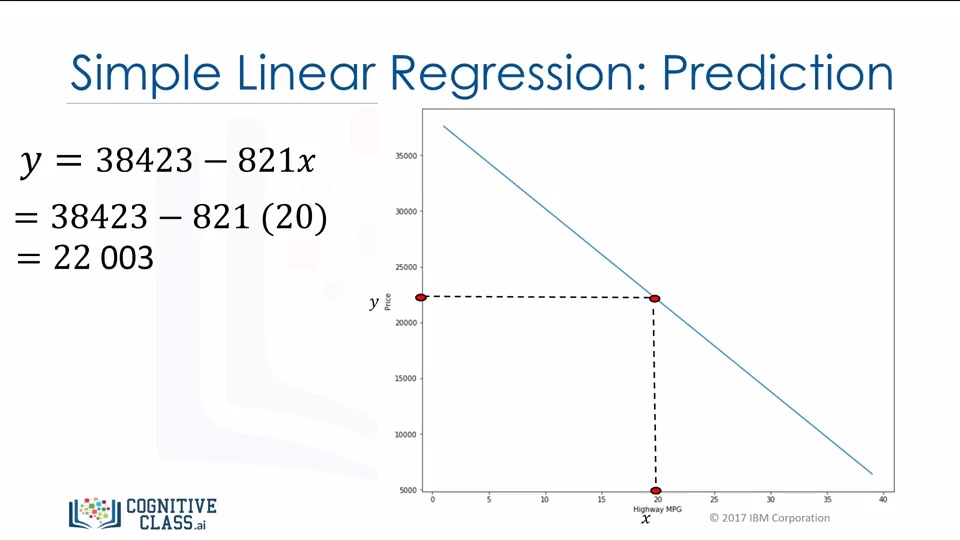 Simple Linear Regression: Prediction
y = 38423 − 821x
= 38423 − 821 (20)
= 22 003
35000
30000
25000
y
Price
20000
15000
10000
5000
0 5 10 15 20 25 30 35 40
Highway MPG
x
COGNITIVE
CLASS.ai
© 2017 IBM Corporation